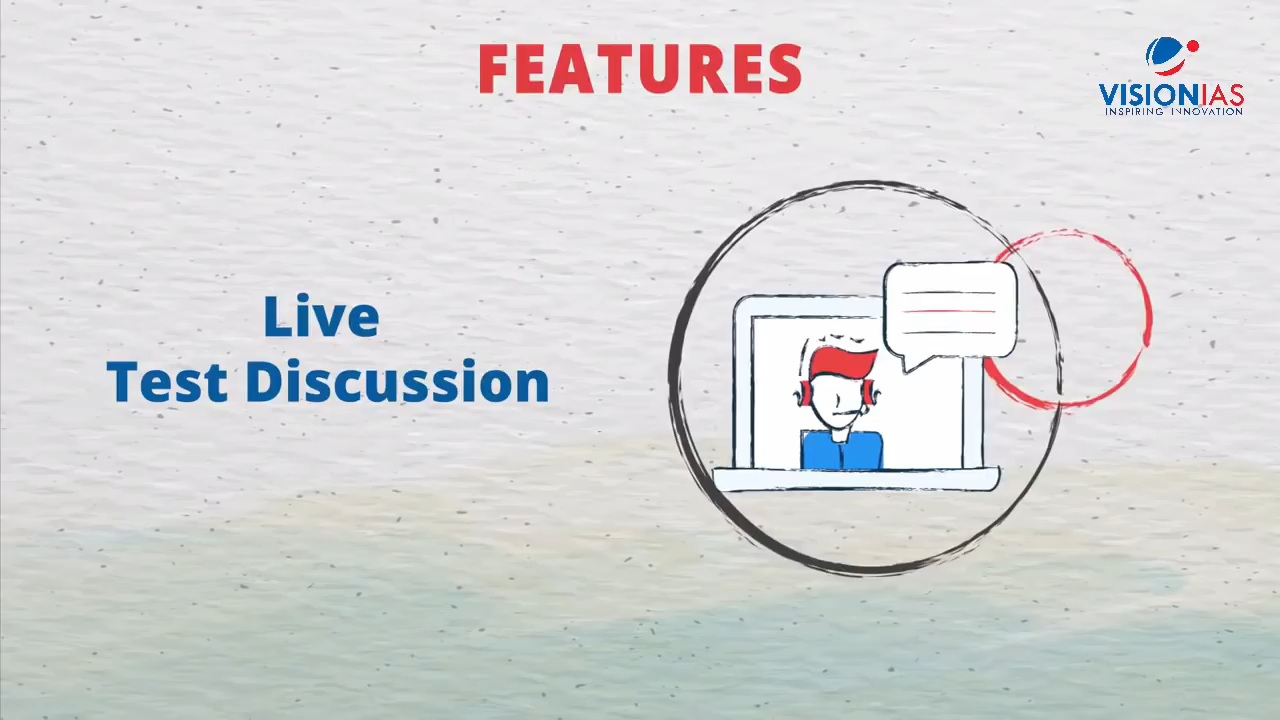 FEATURES
VISIONIAS
INSPIRING INNOVATION
Live
Test Discussion